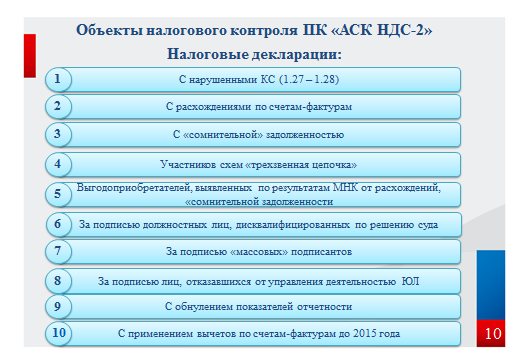 Объекты налогового контроля ПК «АСК НДС-2»
Налоговые декларации:
1 С нарушенными КС (1.27 – 1.28)
2 С расхождениями по счетам-фактурам
3 С «сомнительной» задолженностью
4 Участников схем «трехзвенная цепочка»
5 Выгодоприобретателей, выявленных по результатам МНК от расхождений,
«сомнительной задолженности
6 За подписью должностных лиц, дисквалифицированных по решению суда
7 За подписью «массовых» подписантов
8 За подписью лиц, отказавшихся от управления деятельностью ЮЛ
9 С обнулением показателей отчетности
10 С применением вычетов по счетам-фактурам до 2015 года
10